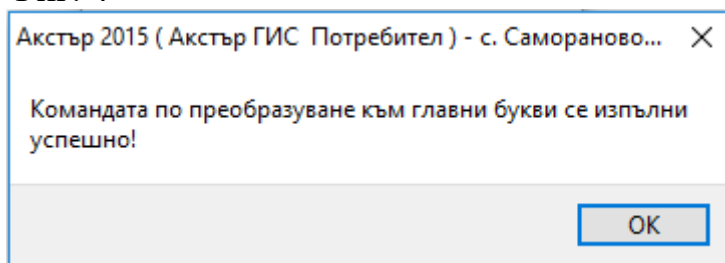 Акстър 2015 ( Акстър ГИС  Потребител ) - с. Самораново...
Командата по преобразуване към главни букви се изпълни
успешно!
OK